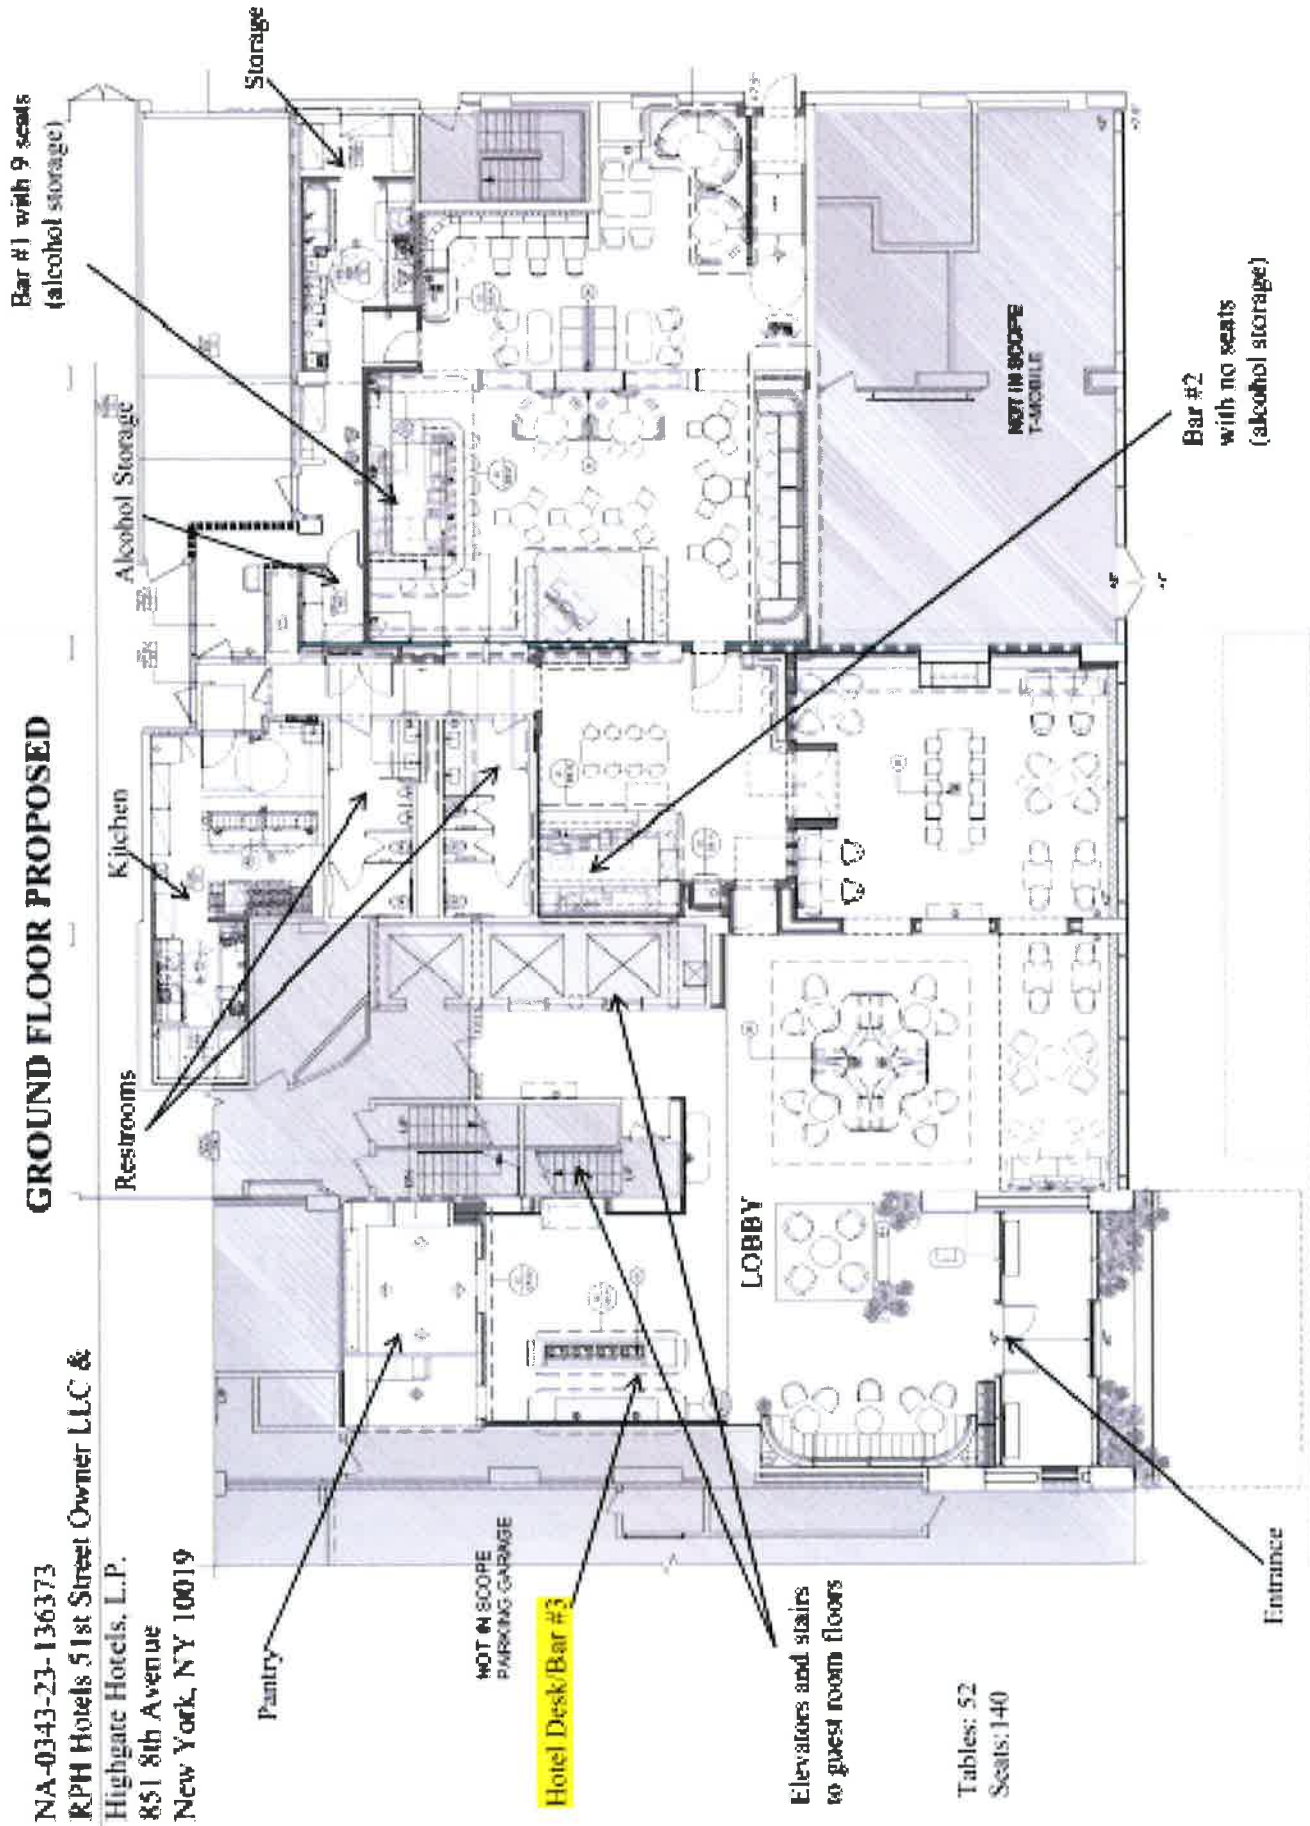 GROUND FLOOR PROPOSED
NA-0343-23-136373
RPH Hotels 51st Street Owner LLC &
Highgate Hotels, L.P.
851 8th Avenue
New York, NY 10019
Restrooms
Kitchen
Alcohol Storage
Bar #1 with 9 seats
(alcohol storage)
Storage
Pantry
NOT IN SCOPE
PARKING GARAGE
Hotel Desk/Bar #3
LOBBY
NOT IN SCOPE
T-MOBILE
Elevators and stairs
to guest room floors
Bar #2
with no seats
(alcohol storage)
Tables: 52
Seats:140
Entrance